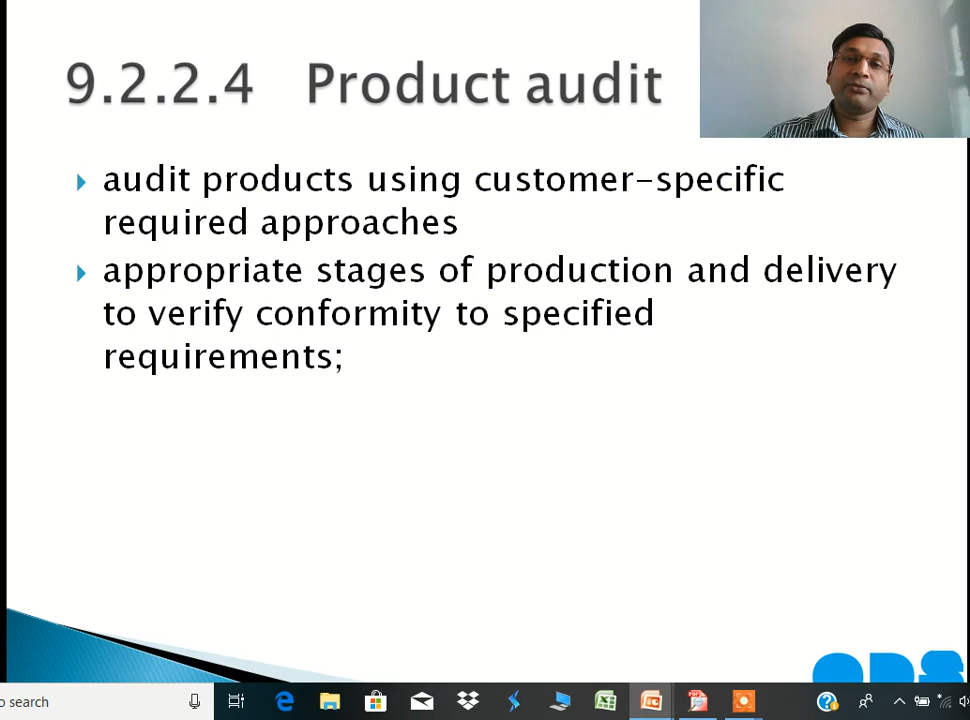 9.2.2.4 Product audit
audit products using customer-specific
required approaches
appropriate stages of production and delivery
to verify conformity to specified
requirements;
o search